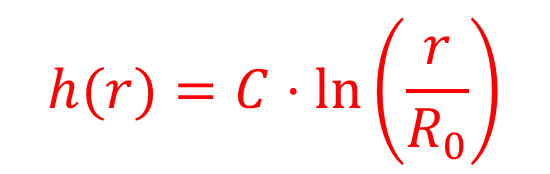 h(r) = C · ln(r/R₀)